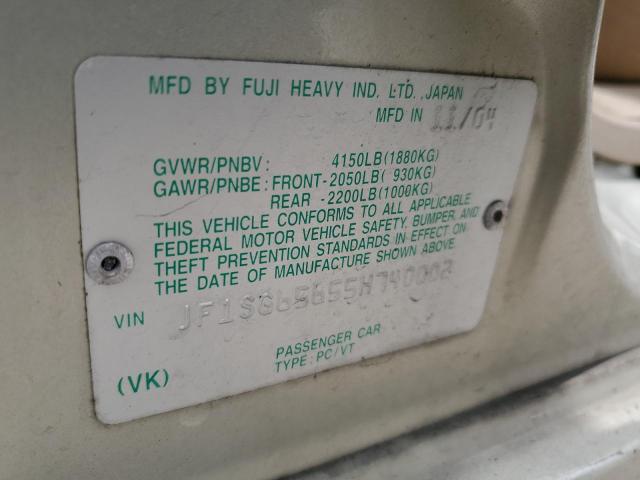 MFD BY FUJI HEAVY IND. LTD. JAPAN
MFD IN 11/04
GVWR/PNBV: 4150LB(1880KG)
GAWR/PNBE: FRONT-2050LB( 930KG)
REAR -2200LB(1000KG)
THIS VEHICLE CONFORMS TO ALL APPLICABLE
FEDERAL MOTOR VEHICLE SAFETY, BUMPER, AND
THEFT PREVENTION STANDARDS IN EFFECT ON
THE DATE OF MANUFACTURE SHOWN ABOVE.
VIN JF1SG65655H740002
PASSENGER CAR
(VK) TYPE: PC/VT